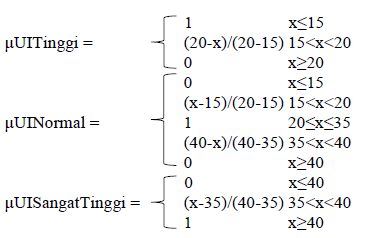 1 x≤15
μUITinggi = (20-x)/(20-15) 15<x<20
0 x≥20
0 x≤15
(x-15)/(20-15) 15<x<20
μUINormal = 1 20≤x≤35
(40-x)/(40-35) 35<x<40
0 x≥40
0 x≤40
μUISangatTinggi = (x-35)/(40-35) 35<x<40
1 x≥40